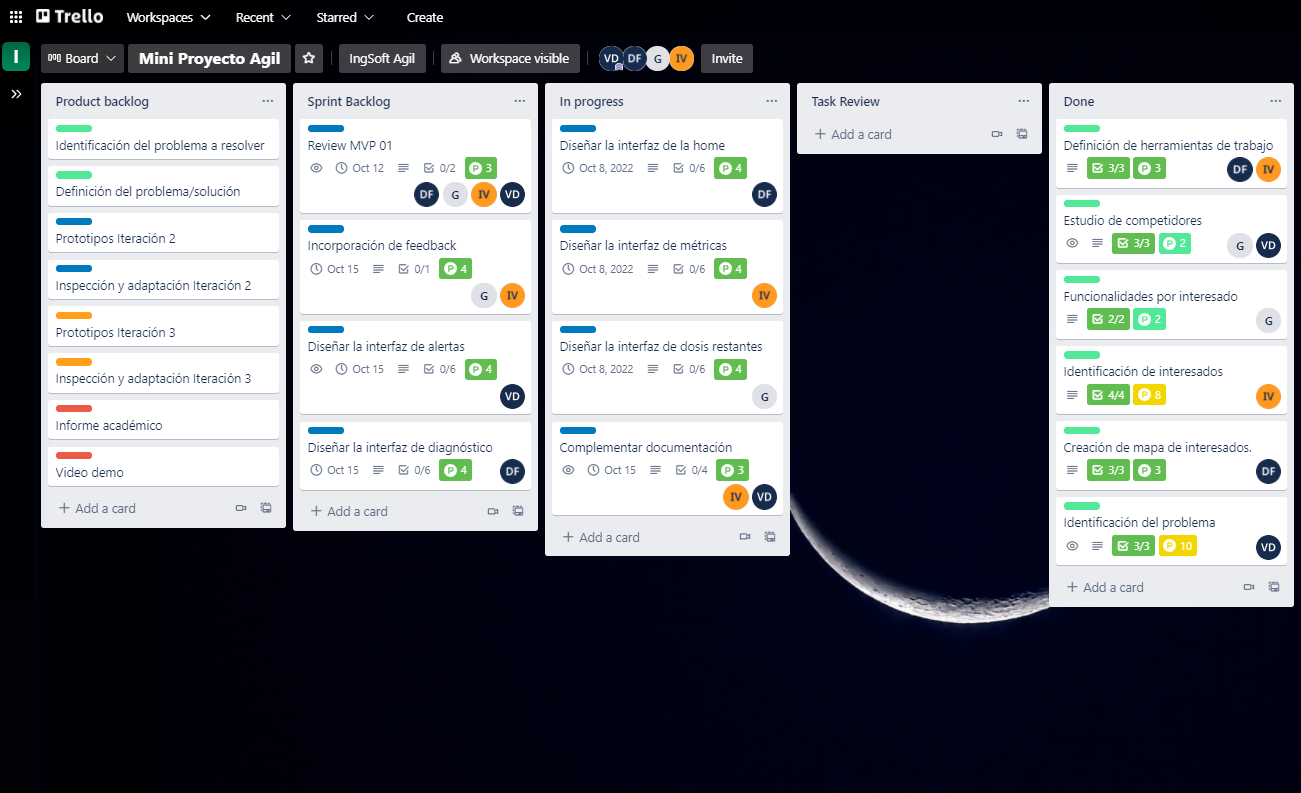 Trello Workspaces Recent Starred Create
I Board Mini Proyecto Agil IngSoft Agil Workspace visible VD DF G IV Invite
Product backlog
Identificación del problema a resolver
Definición del problema/solución
Prototipos Iteración 2
Inspección y adaptación Iteración 2
Prototipos Iteración 3
Inspección y adaptación Iteración 3
Informe académico
Video demo
+ Add a card
Sprint Backlog
Review MVP 01
Oct 12 0/2 P 3
DF G IV VD
Incorporación de feedback
Oct 15 0/1 P 4
G IV
Diseñar la interfaz de alertas
Oct 15 0/6 P 4
VD
Diseñar la interfaz de diagnóstico
Oct 15 0/6 P 4 DF
+ Add a card
In progress
Diseñar la interfaz de la home
Oct 8, 2022 0/6 P 4
DF
Diseñar la interfaz de métricas
Oct 8, 2022 0/6 P 4
IV
Diseñar la interfaz de dosis restantes
Oct 8, 2022 0/6 P 4
G
Complementar documentación
Oct 15 0/4 P 3
IV VD
+ Add a card
Task Review
+ Add a card
Done
Definición de herramientas de trabajo
3/3 P 3 DF IV
Estudio de competidores
3/3 P 2 G VD
Funcionalidades por interesado
2/2 P 2 G
Identificación de interesados
4/4 P 8 IV
Creación de mapa de interesados.
3/3 P 3 DF
Identificación del problema
3/3 P 10 VD
+ Add a card